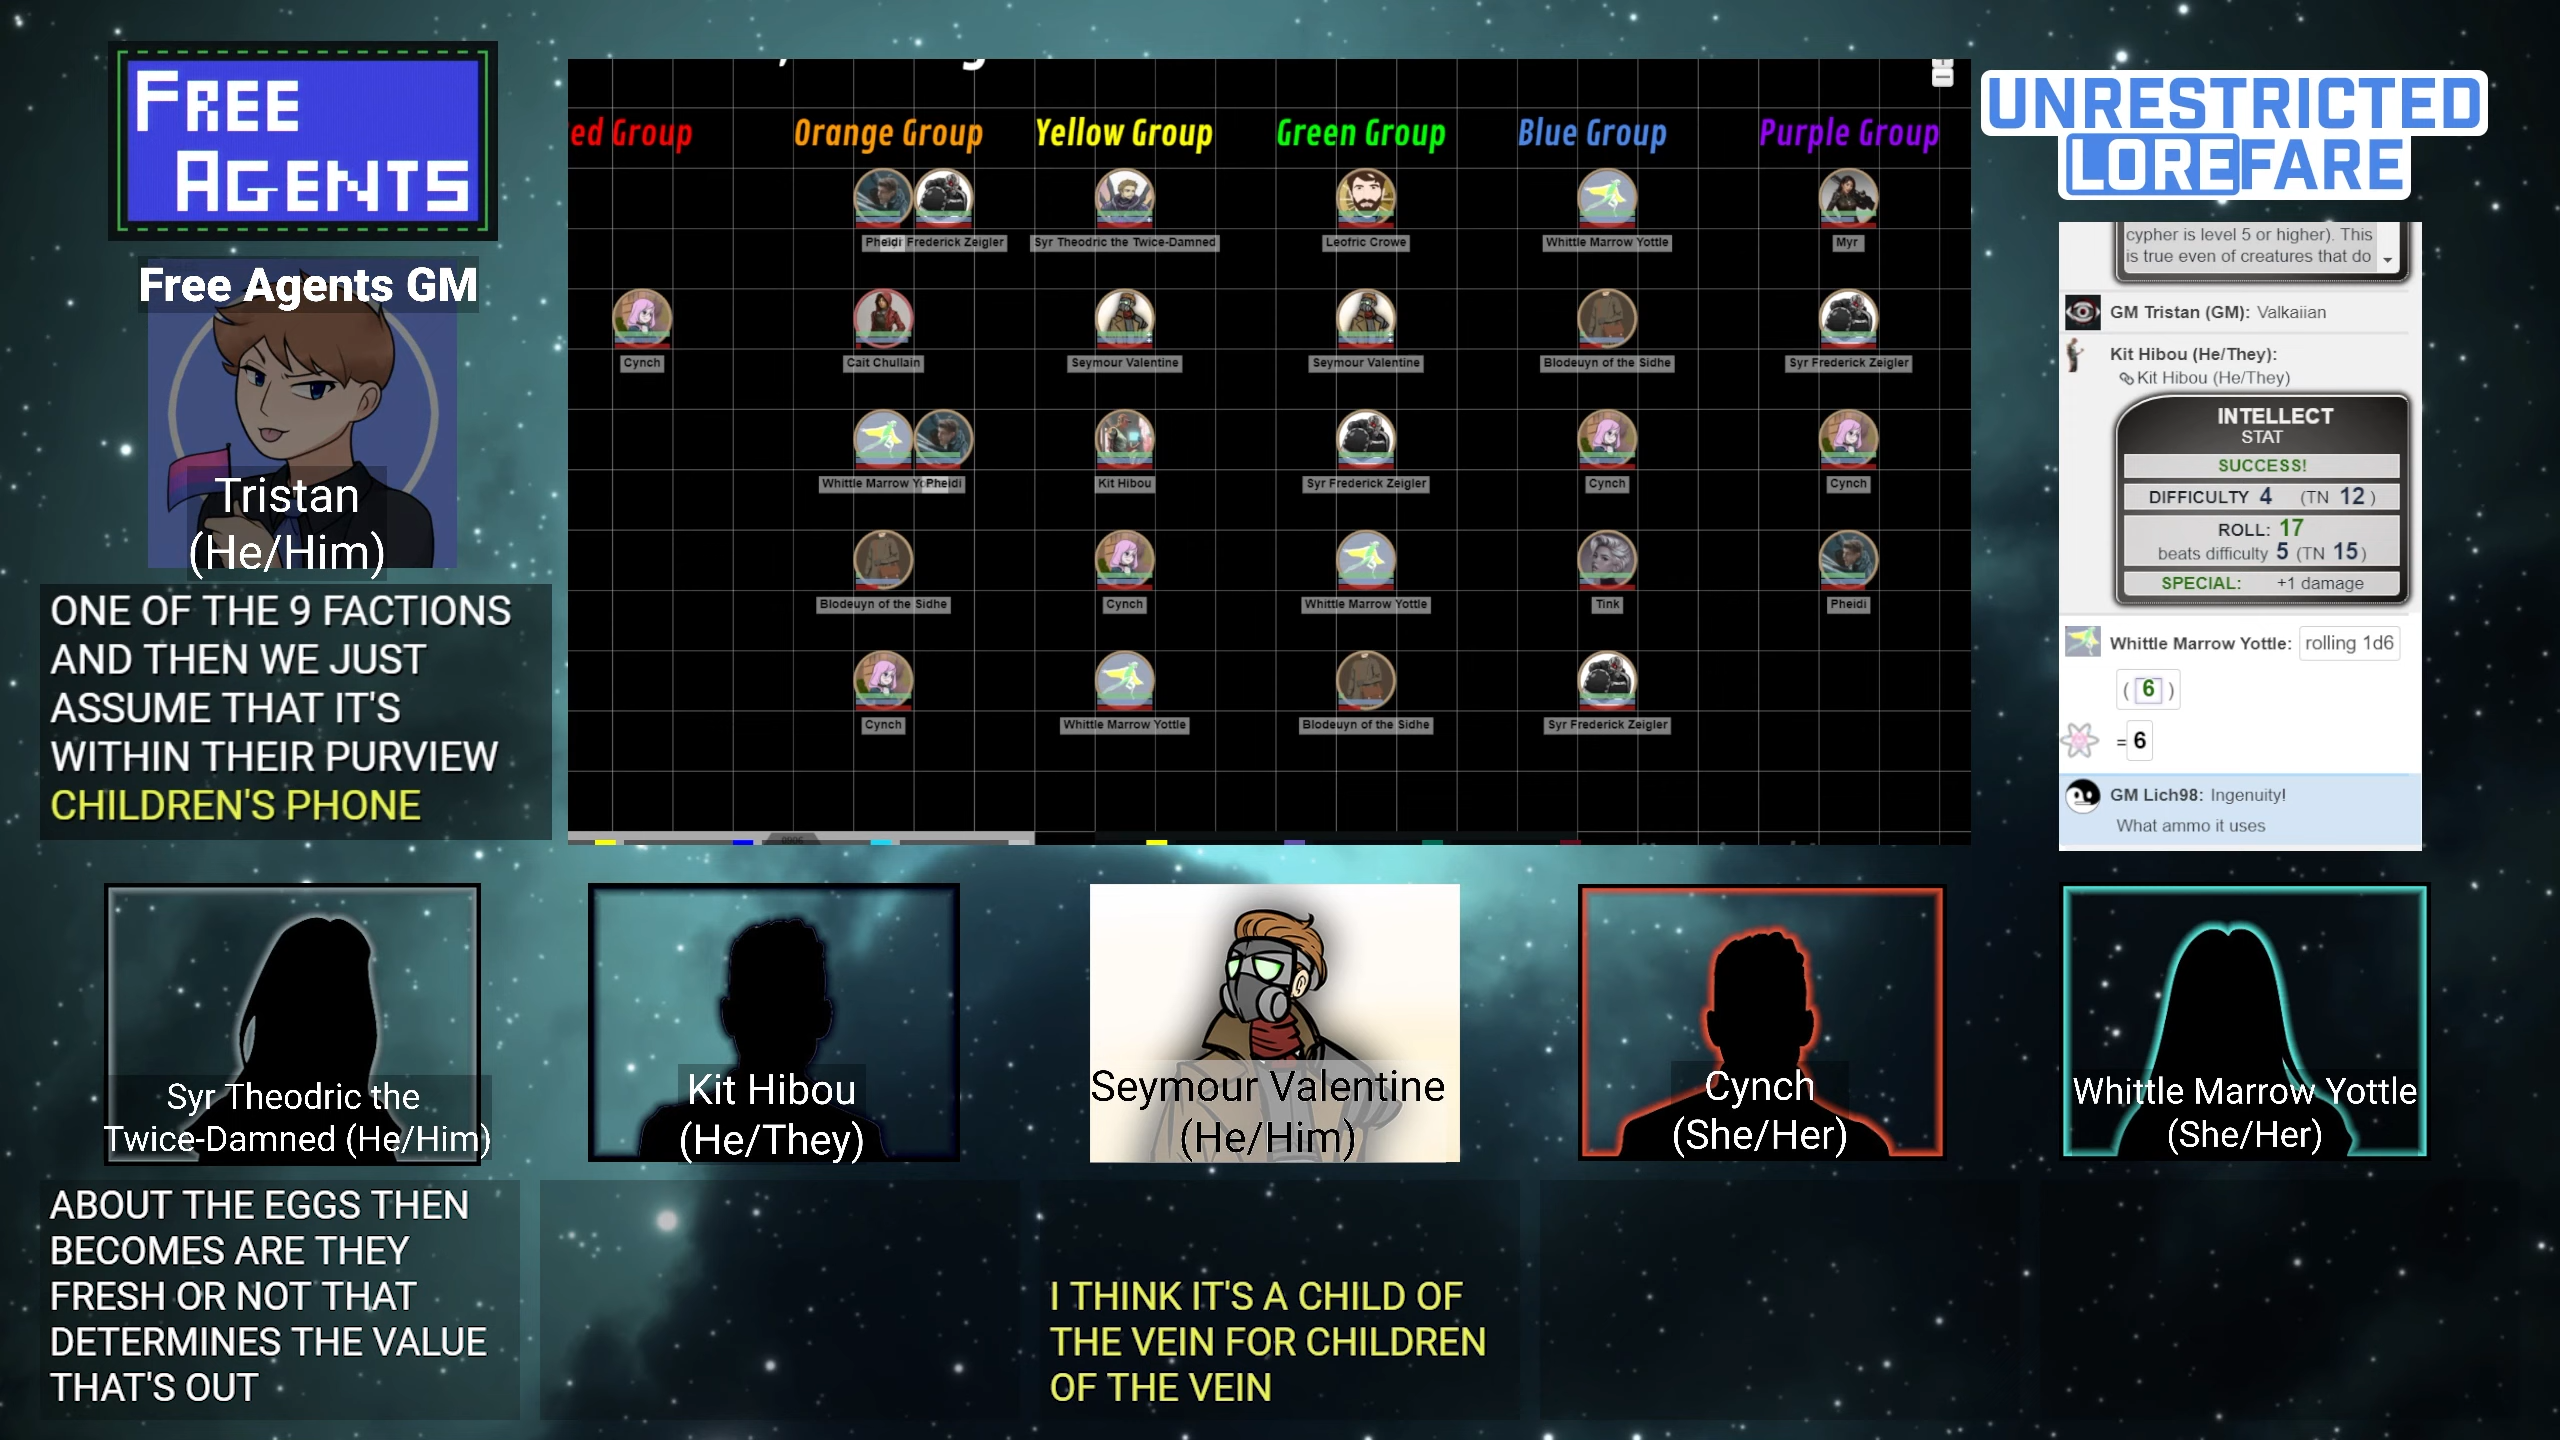 FREE
AGENTS
Free Agents GM
Tristan
(He/Him)
ONE OF THE 9 FACTIONS
AND THEN WE JUST
ASSUME THAT IT'S
WITHIN THEIR PURVIEW
CHILDREN'S PHONE
ed Group
Orange Group
Yellow Group
Green Group
Blue Group
Purple Group
Pheidi
Frederick Zeigler
Syr Theodric the Twice-Damned
Leofric Crowe
Whittle Marrow Yottle
Myr
Cynch
Cait Chullain
Seymour Valentine
Seymour Valentine
Blodeuyn of the Sidhe
Syr Frederick Zeigler
Whittle Marrow Yo
Pheidi
Kit Hibou
Syr Frederick Zeigler
Cynch
Cynch
Blodeuyn of the Sidhe
Cynch
Whittle Marrow Yottle
Tink
Pheidi
Cynch
Whittle Marrow Yottle
Blodeuyn of the Sidhe
Syr Frederick Zeigler
UNRESTRICTED
LOREFARE
cypher is level 5 or higher). This
is true even of creatures that do
GM Tristan (GM): Valkaiian
Kit Hibou (He/They):
Kit Hibou (He/They)
INTELLECT
STAT
SUCCESS!
DIFFICULTY 4 (TN 12 )
ROLL: 17
beats difficulty 5 (TN 15 )
SPECIAL: +1 damage
Whittle Marrow Yottle: rolling 1d6
( 6 )
= 6
GM Lich98: Ingenuity!
What ammo it uses
Syr Theodric the
Twice-Damned (He/Him)
Kit Hibou
(He/They)
Seymour Valentine
(He/Him)
Cynch
(She/Her)
Whittle Marrow Yottle
(She/Her)
ABOUT THE EGGS THEN
BECOMES ARE THEY
FRESH OR NOT THAT
DETERMINES THE VALUE
THAT'S OUT
I THINK IT'S A CHILD OF
THE VEIN FOR CHILDREN
OF THE VEIN